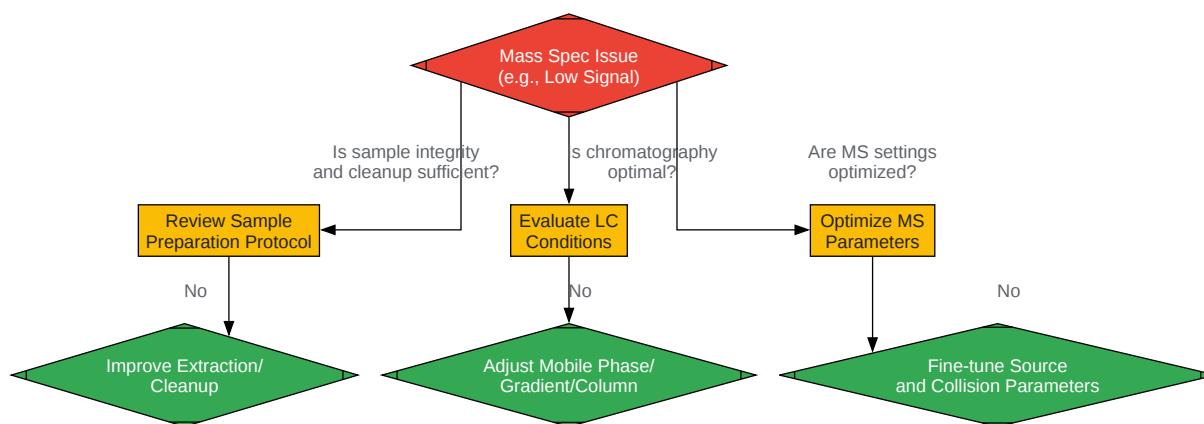 Mass Spec Issue
(e.g., Low Signal)
Is sample integrity
and cleanup sufficient?
Is chromatography
optimal?
Are MS settings
optimized?
Review Sample
Preparation Protocol
Evaluate LC
Conditions
Optimize MS
Parameters
No
No
No
Improve Extraction/
Cleanup
Adjust Mobile Phase/
Gradient/Column
Fine-tune Source
and Collision Parameters